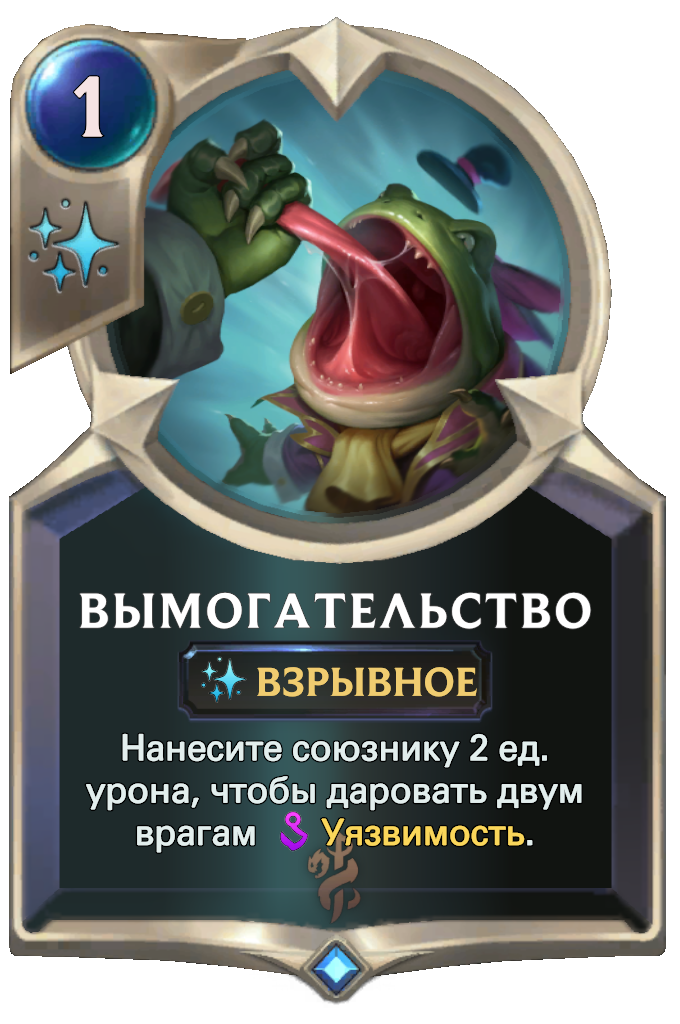 1
ВЫМОГАТЕЛЬСТВО
ВЗРЫВНОЕ
Нанесите союзнику 2 ед.
урона, чтобы даровать двум
врагам Уязвимость.